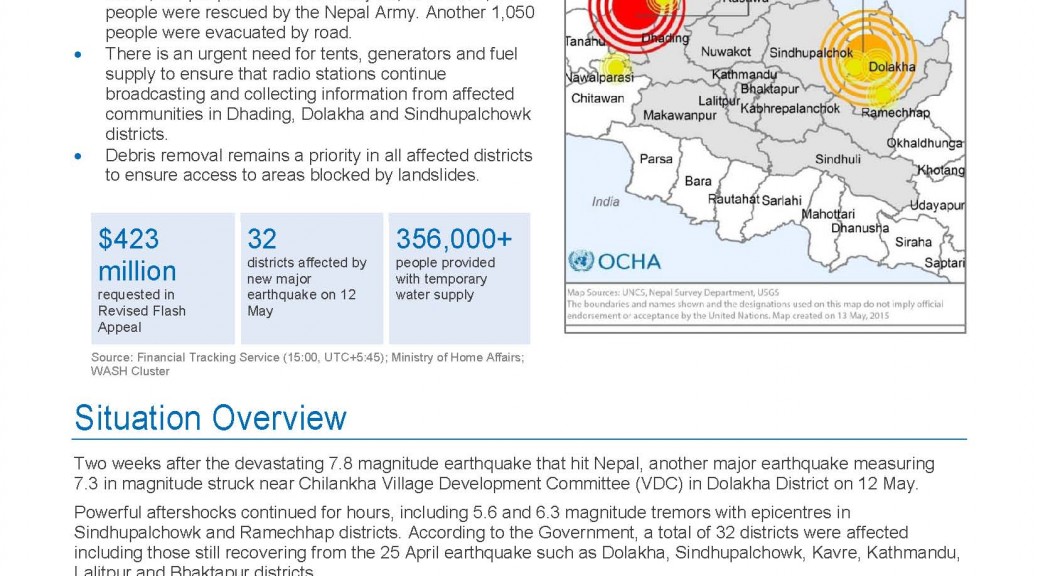 people were rescued by the Nepal Army. Another 1,050
people were evacuated by road.
• There is an urgent need for tents, generators and fuel
supply to ensure that radio stations continue
broadcasting and collecting information from affected
communities in Dhading, Dolakha and Sindhupalchowk
districts.
• Debris removal remains a priority in all affected districts
to ensure access to areas blocked by landslides.
$423
million
requested in
Revised Flash
Appeal
32
districts affected by
new major
earthquake on 12
May
356,000+
people provided
with temporary
water supply
Source: Financial Tracking Service (15:00, UTC+5:45); Ministry of Home Affairs;
WASH Cluster
Tanahu
Dhading
Nuwakot
Sindhupalchok
Dolakha
Nawalparasi
Kathmandu
Bhaktapur
Chitawan
Lalitpur
Kabhrepalanchok
Ramechhap
Makawanpur
Okhaldhunga
Parsa
Sindhuli
Khotang
Bara
India
Rautahat
Sarlahi
Mahottari
Udayapur
Dhanusha
Siraha
Saptari
OCHA
Map Sources: UNCS, Nepal Survey Department, USGS
The boundaries and names shown and the designations used on this map do not imply official
endorsement or acceptance by the United Nations. Map created on 13 May, 2015
Situation Overview
Two weeks after the devastating 7.8 magnitude earthquake that hit Nepal, another major earthquake measuring
7.3 in magnitude struck near Chilankha Village Development Committee (VDC) in Dolakha District on 12 May.
Powerful aftershocks continued for hours, including 5.6 and 6.3 magnitude tremors with epicentres in
Sindhupalchowk and Ramechhap districts. According to the Government, a total of 32 districts were affected
including those still recovering from the 25 April earthquake such as Dolakha, Sindhupalchowk, Kavre, Kathmandu,
Lalitpur and Bhaktapur districts.